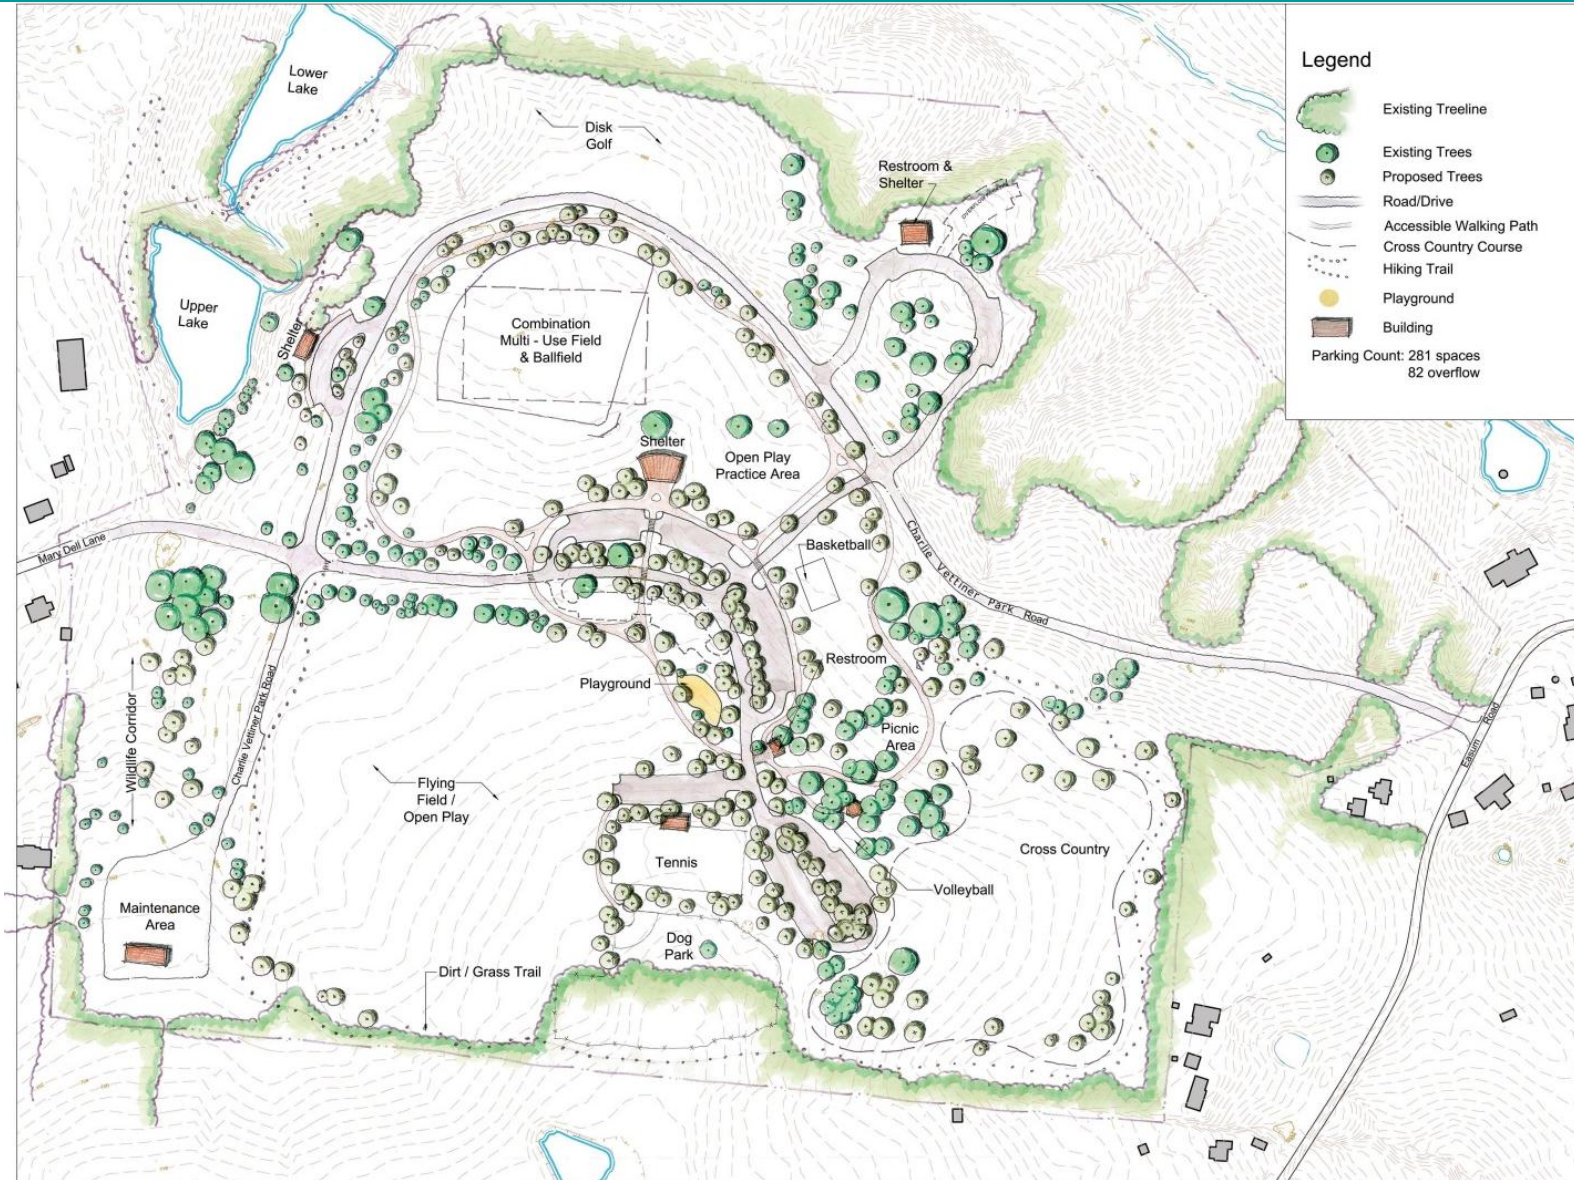 Lower
Lake
Disk
Golf
Restroom &
Shelter
Upper
Lake
Shelter
Combination
Multi - Use Field
& Ballfield
Shelter
Open Play
Practice Area
Mary Dell Lane
Basketball
Charlie Vettiner Park Road
Restroom
Playground
Picnic
Area
Wildlife Corridor
Charlie Vettiner Park Road
Flying
Field /
Open Play
Easum Road
Tennis
Cross Country
Volleyball
Maintenance
Area
Dog
Park
Dirt / Grass Trail
Legend
Existing Treeline
Existing Trees
Proposed Trees
Road/Drive
Accessible Walking Path
Cross Country Course
Hiking Trail
Playground
Building
Parking Count: 281 spaces
82 overflow